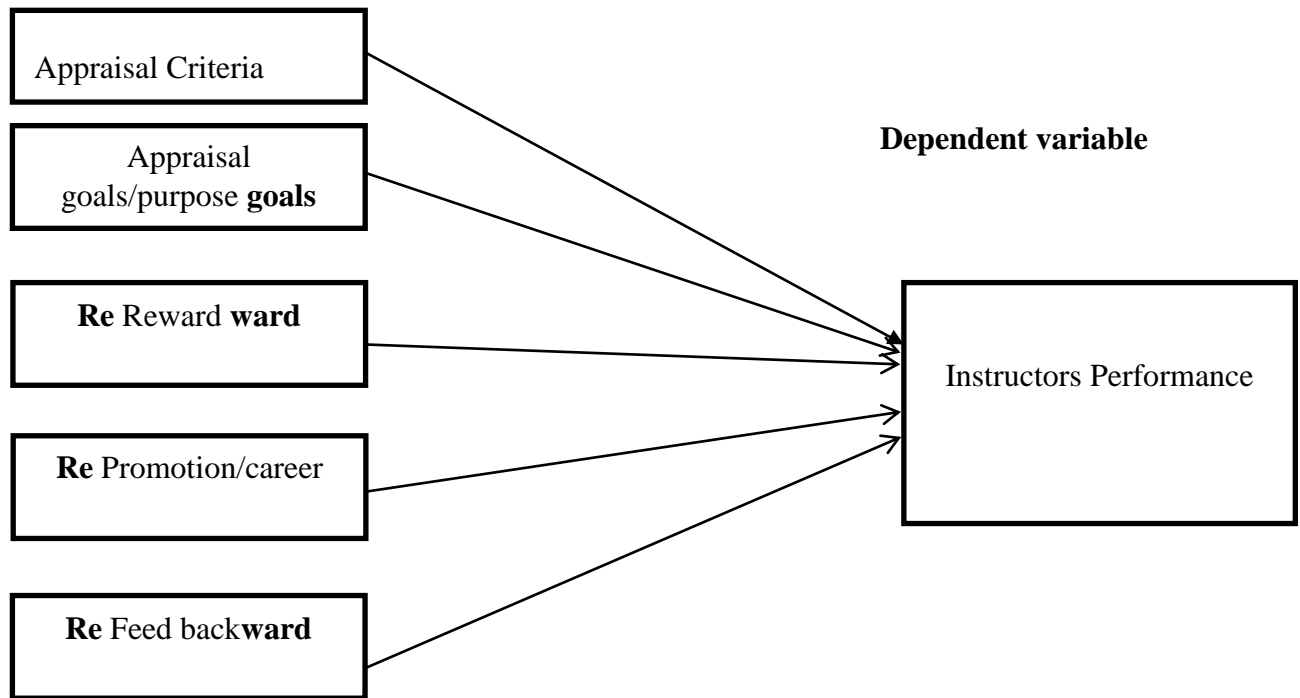 Appraisal Criteria
Appraisal
goals/purpose goals
Dependent variable
Re Reward ward
Instructors Performance
Re Promotion/career
Re Feed backward